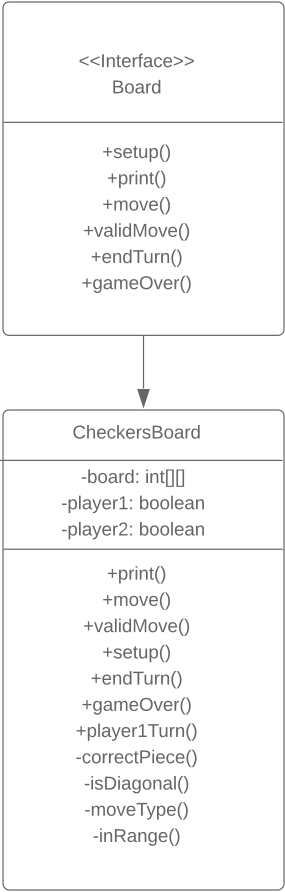 <<Interface>>
Board
+setup()
+print()
+move()
+validMove()
+endTurn()
+gameOver()
CheckersBoard
-board: int[][]
-player1: boolean
-player2: boolean
+print()
+move()
+validMove()
+setup()
+endTurn()
+gameOver()
+player1Turn()
-correctPiece()
-isDiagonal()
-moveType()
-inRange()